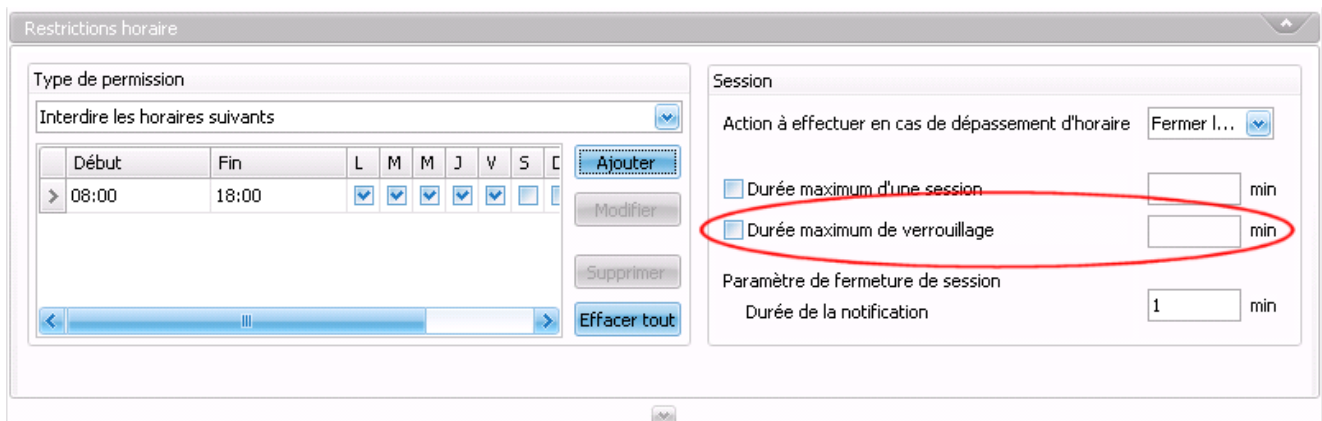 Restrictions horaire
Type de permission
Interdire les horaires suivants
Début Fin L M M J V S D
08:00 18:00
Ajouter
Modifier
Supprimer
Effacer tout
Session
Action à effectuer en cas de dépassement d'horaire Fermer l...
Durée maximum d'une session min
Durée maximum de verrouillage min
Paramètre de fermeture de session
Durée de la notification 1 min